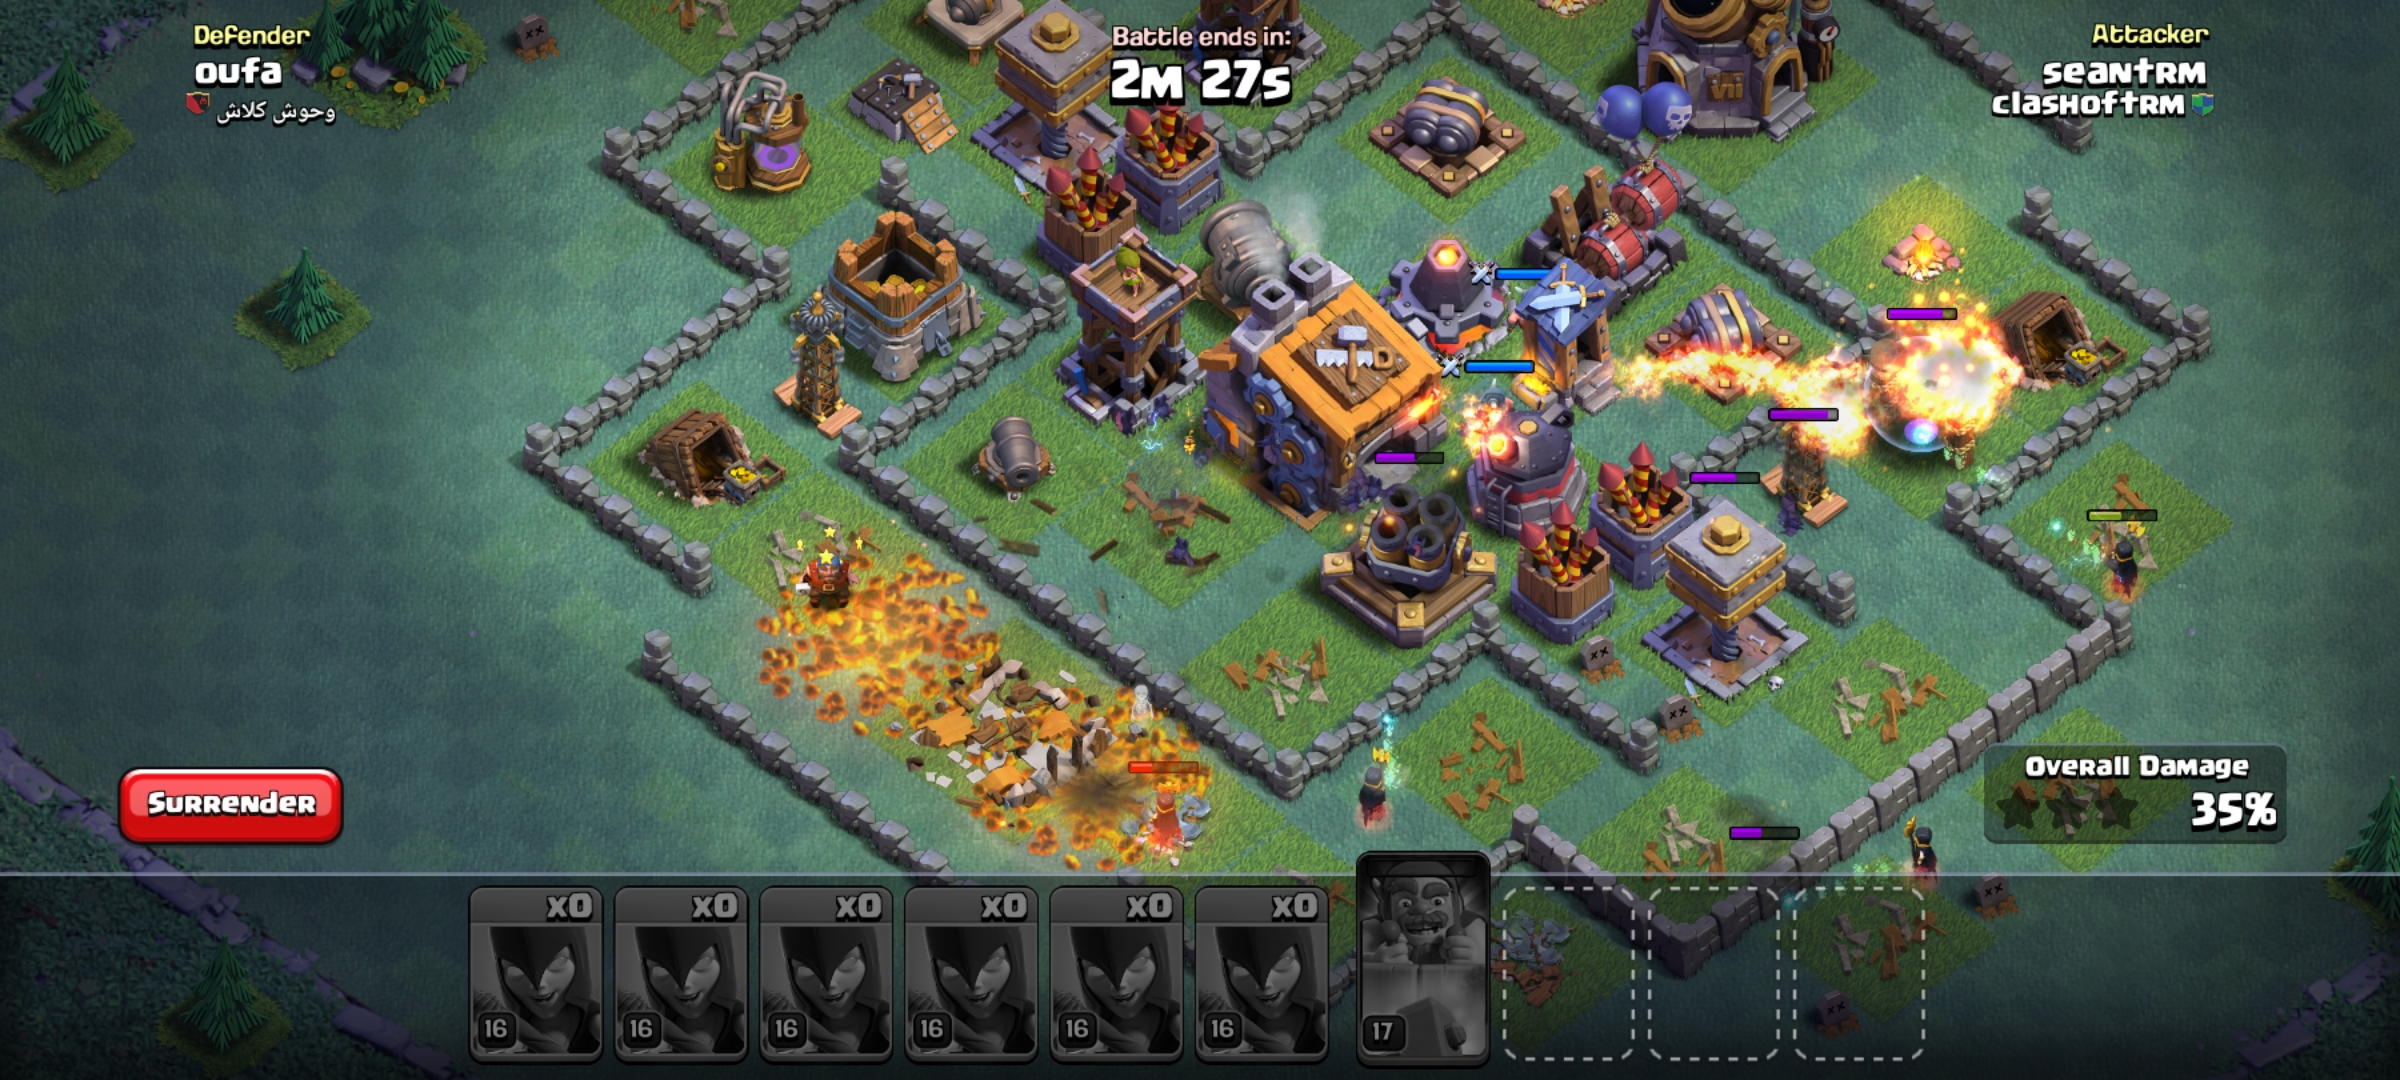 Defender
oufa
وحوش كلاش
Battle ends in:
2M 27s
Attacker
seantRM
clashoftRM
VII
Surrender
Overall Damage
35%
x0 x0 x0 x0 x0 x0
16 16 16 16 16 16 17